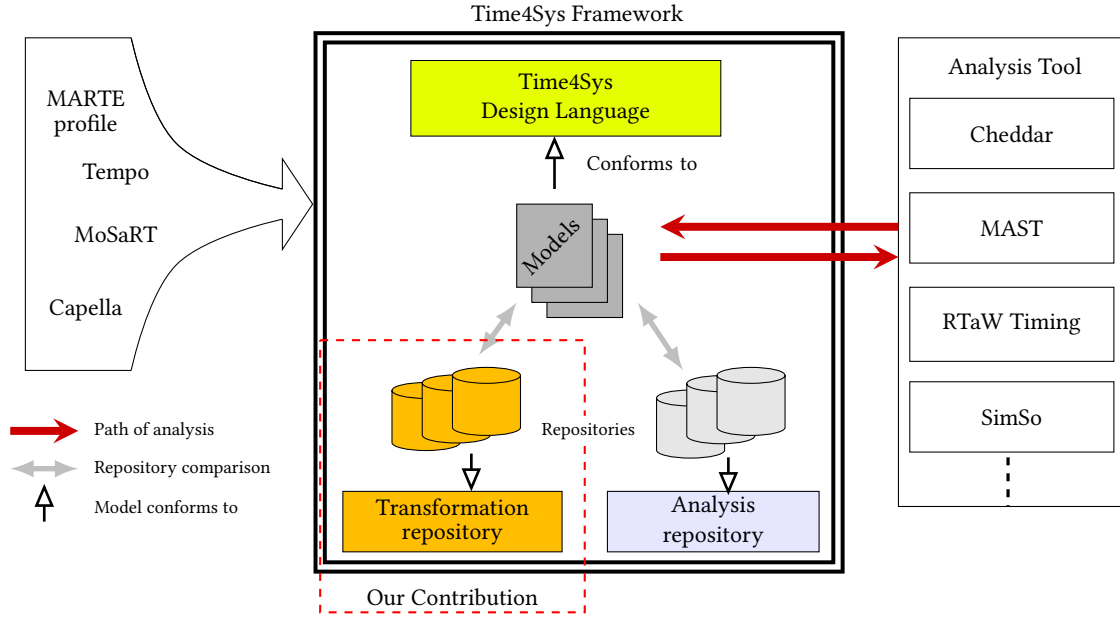 Time4Sys Framework
MARTE
profile
Tempo
MoSaRT
Capella
Time4Sys
Design Language
Conforms to
Models
Analysis Tool
Cheddar
MAST
RTaW Timing
SimSo
Repositories
Transformation
repository
Analysis
repository
Our Contribution
Path of analysis
Repository comparison
Model conforms to